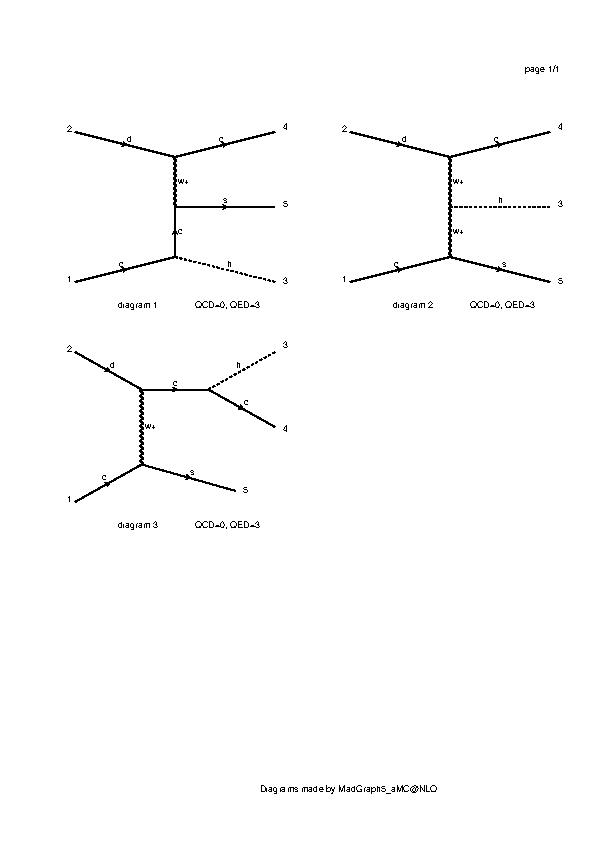 page 1/1
2 d c 4
w+
s 5
c
1 c h 3
diagram 1 QCD=0, QED=3
2 d c 4
w+
h 3
w+
1 c s 5
diagram 2 QCD=0, QED=3
2 d c h 3
w+ c 4
1 c s 5
diagram 3 QCD=0, QED=3
Diagrams made by MadGraph5_aMC@NLO